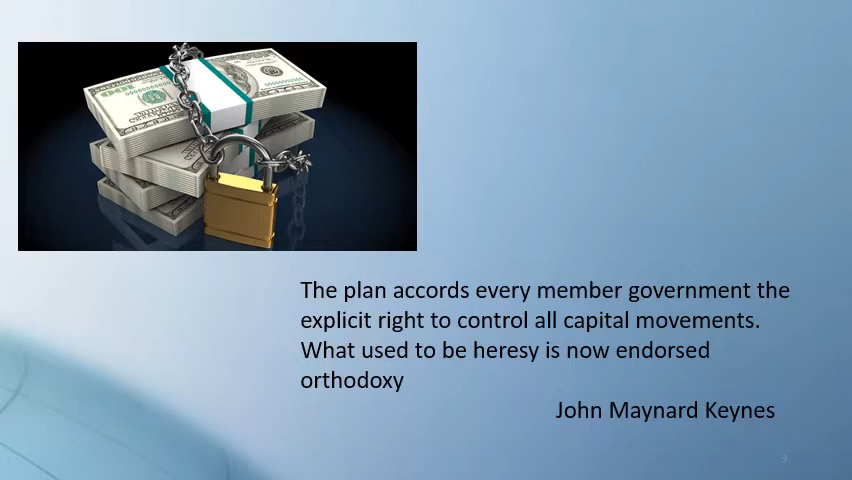 The plan accords every member government the
explicit right to control all capital movements.
What used to be heresy is now endorsed
orthodoxy
John Maynard Keynes
9